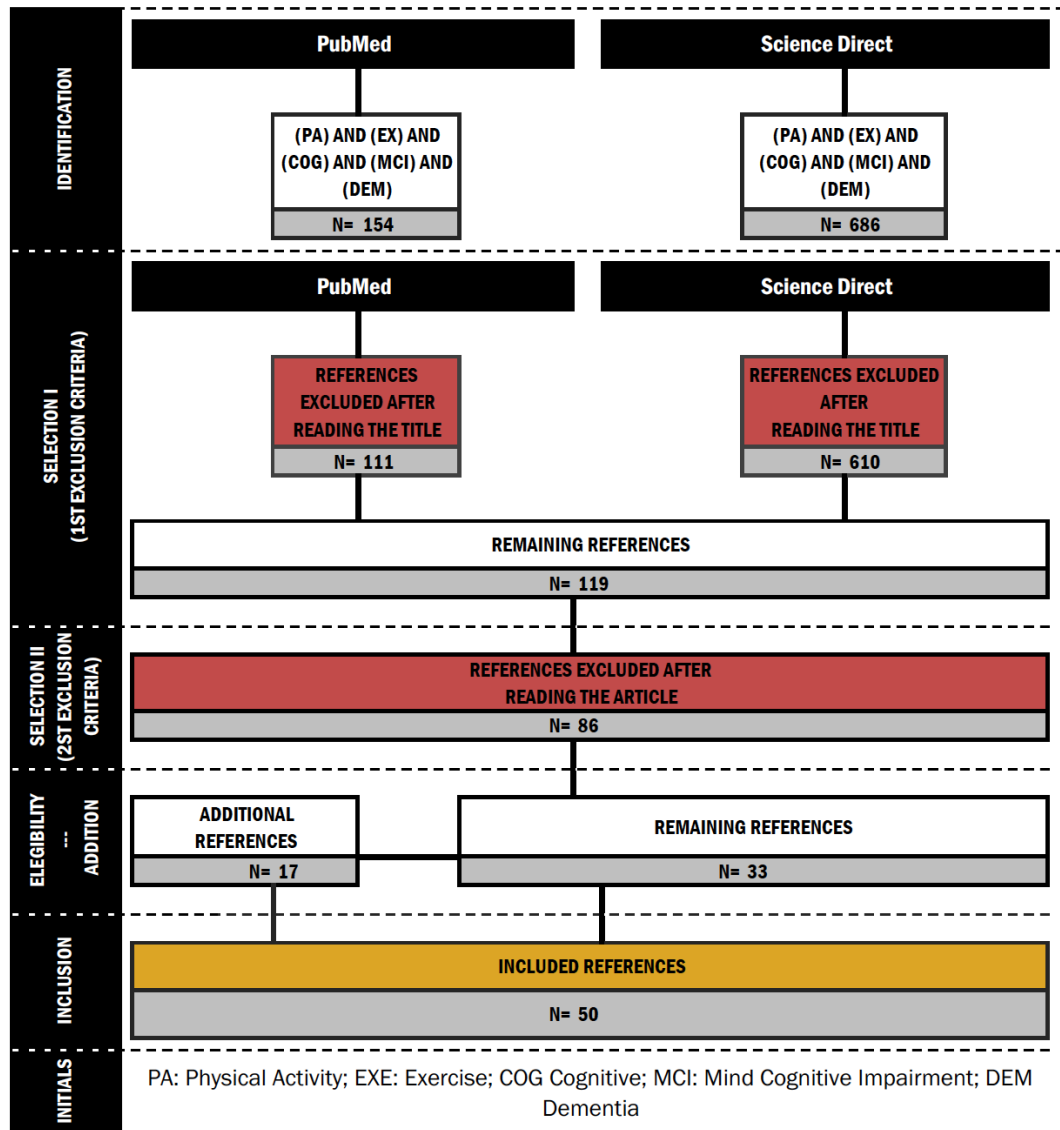 IDENTIFICATION
PubMed
Science Direct
(PA) AND (EX) AND
(COG) AND (MCI) AND
(DEM)
N= 154
(PA) AND (EX) AND
(COG) AND (MCI) AND
(DEM)
N= 686
SELECTION I
(1ST EXCLUSION CRITERIA)
PubMed
Science Direct
REFERENCES
EXCLUDED AFTER
READING THE TITLE
N= 111
REFERENCES EXCLUDED
AFTER
READING THE TITLE
N= 610
REMAINING REFERENCES
N= 119
SELECTION II
(2ST EXCLUSION
CRITERIA)
REFERENCES EXCLUDED AFTER
READING THE ARTICLE
N= 86
ELEGIBILITY
---
ADDITION
ADDITIONAL
REFERENCES
N= 17
REMAINING REFERENCES
N= 33
INCLUSION
INCLUDED REFERENCES
N= 50
INITIALS
PA: Physical Activity; EXE: Exercise; COG Cognitive; MCI: Mind Cognitive Impairment; DEM
Dementia